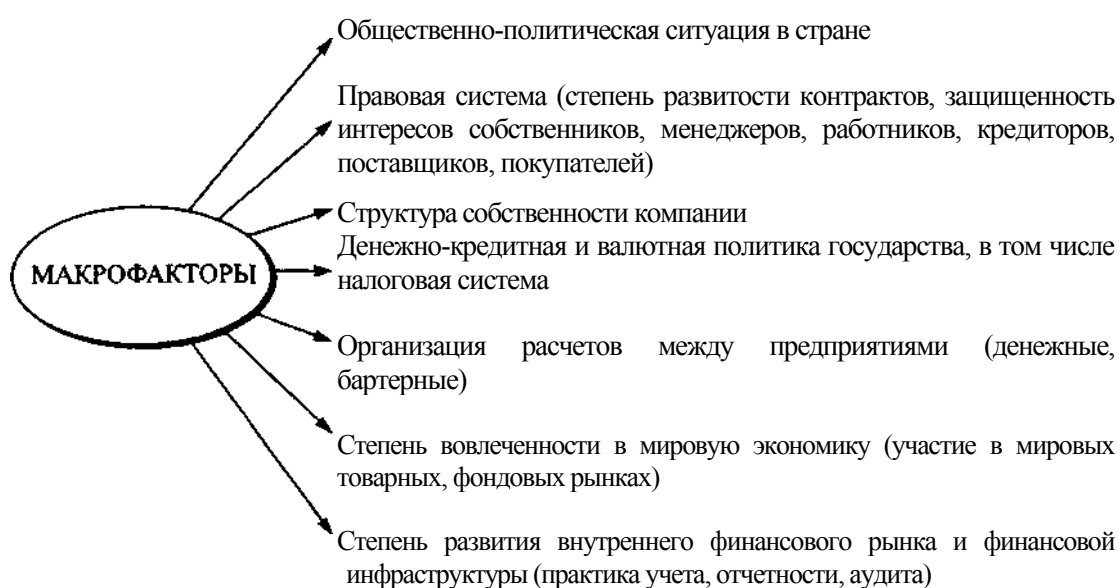 Общественно-политическая ситуация в стране
Правовая система (степень развитости контрактов, защищенность
интересов собственников, менеджеров, работников, кредиторов,
поставщиков, покупателей)
Структура собственности компании
Денежно-кредитная и валютная политика государства, в том числе
МАКРОФАКТОРЫ
налоговая система
Организация расчетов между предприятиями (денежные,
бартерные)
Степень вовлеченности в мировую экономику (участие в мировых
товарных, фондовых рынках)
Степень развития внутреннего финансового рынка и финансовой
инфраструктуры (практика учета, отчетности, аудита)